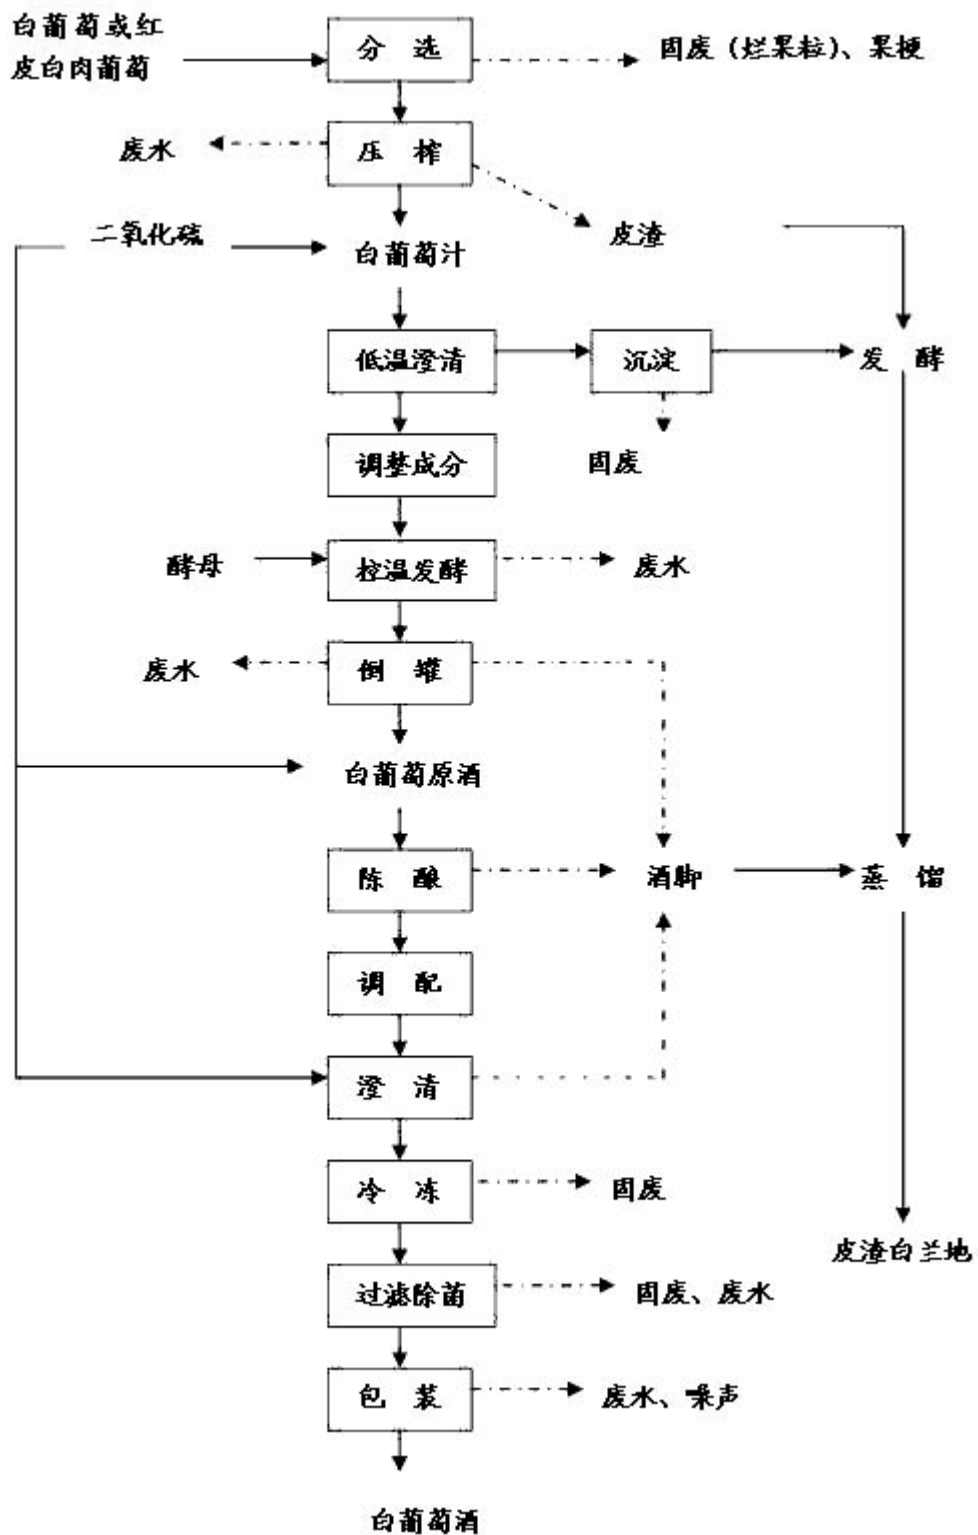 白葡萄或红
皮白肉葡萄
分 选
固废（烂果粒）、果梗
废水
压 榨
二氧化硫
白葡萄汁
皮渣
低温澄清
沉淀
发 酵
调整成分
固废
酵母
控温发酵
废水
废水
倒 罐
白葡萄原酒
陈 酿
酒脚
蒸 馏
调 配
澄 清
冷 冻
固废
皮渣白兰地
过滤除菌
固废、废水
包 装
废水、噪声
白葡萄酒